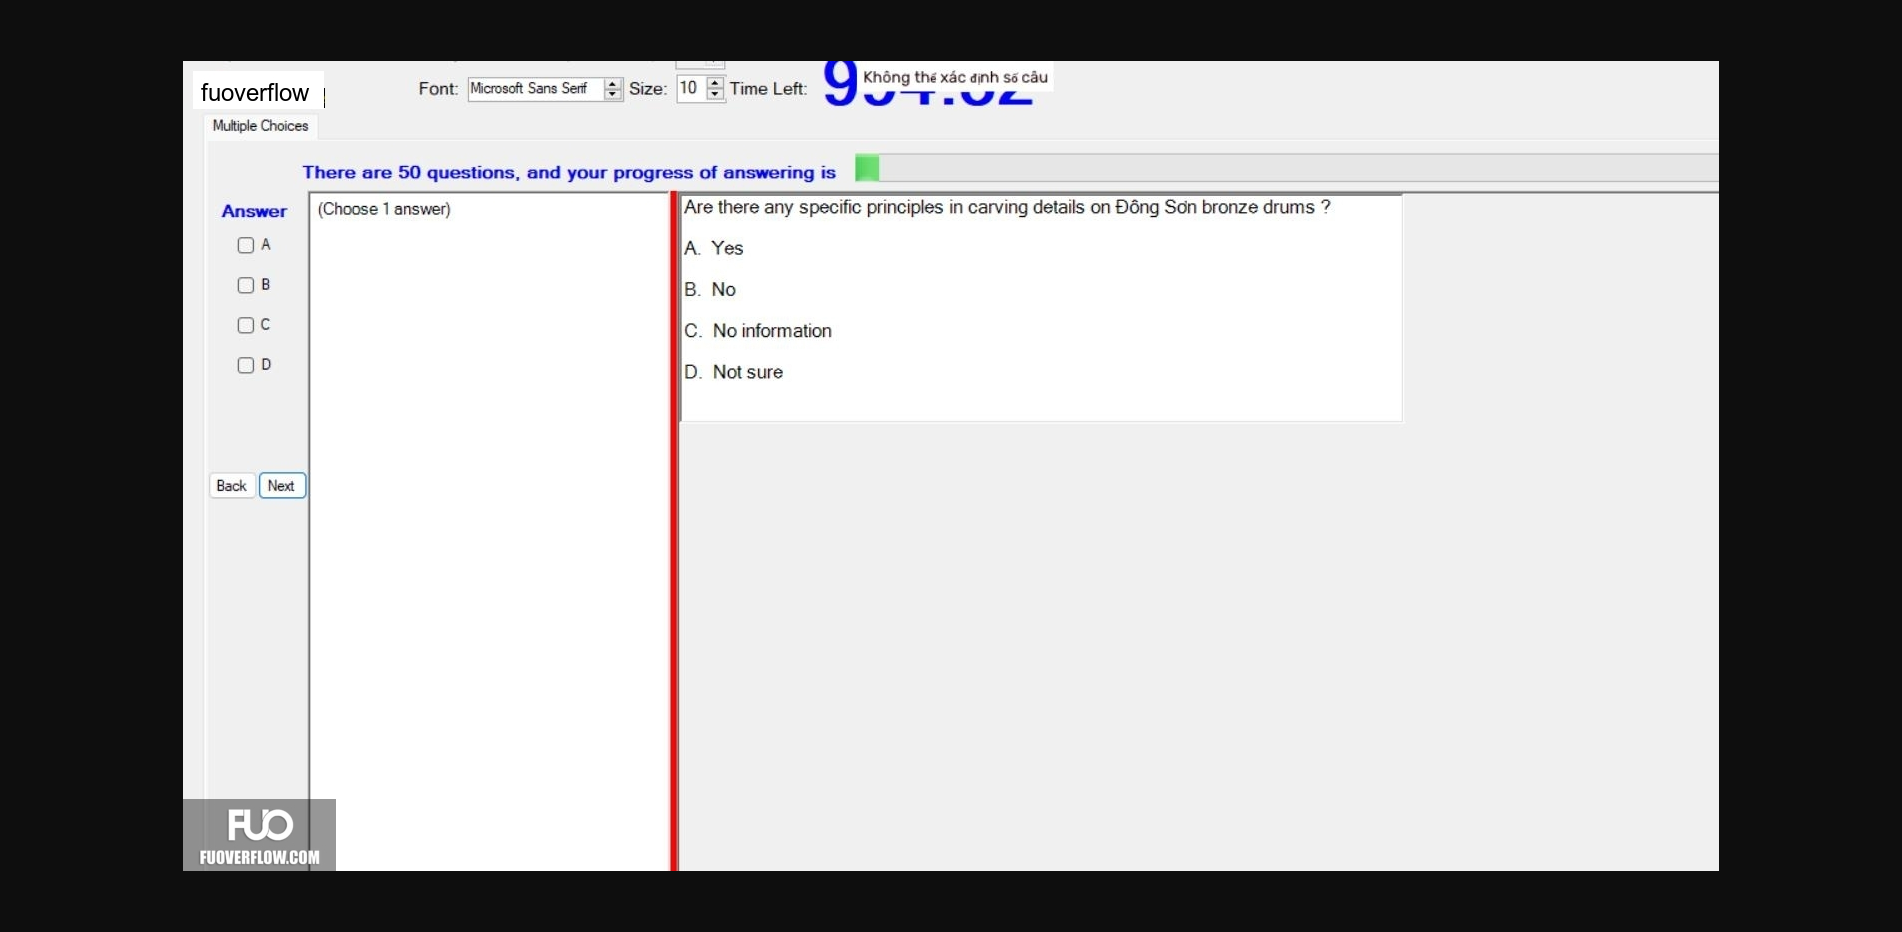 fuoverflow
Font: Microsoft Sans Serif Size: 10 Time Left:
Không thể xác định số câu
Multiple Choices
There are 50 questions, and your progress of answering is
Answer
(Choose 1 answer)
A
B
C
D
Back Next
Are there any specific principles in carving details on Đông Sơn bronze drums ?
A. Yes
B. No
C. No information
D. Not sure
FUO
FUOVERFLOW.COM